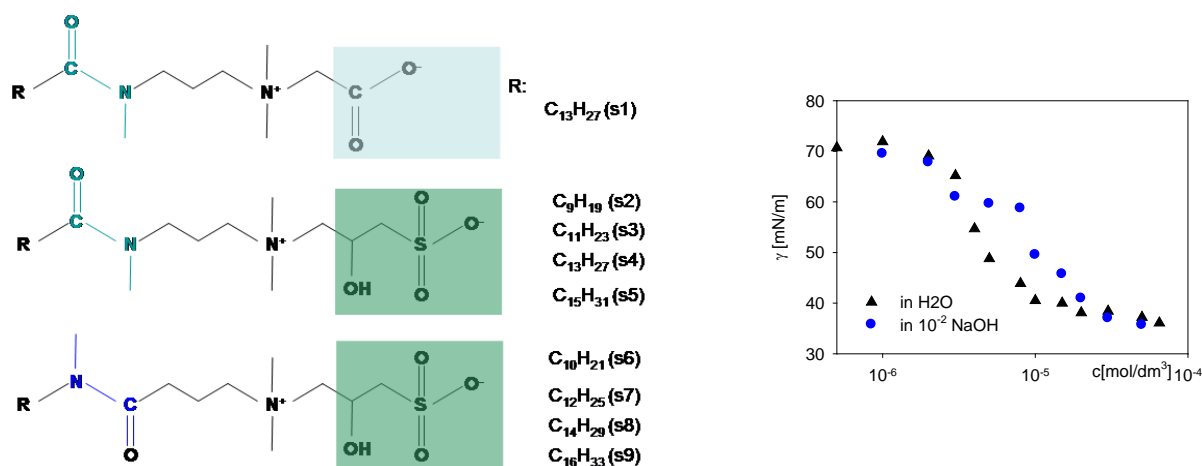 O
C
R
N
N⁺
C
O⁻
O
R:
C₁₃H₂₇ (s1)
O
C
R
N
N⁺
OH
O
S
O
O⁻
C₉H₁₉ (s2)
C₁₁H₂₃ (s3)
C₁₃H₂₇ (s4)
C₁₅H₃₁ (s5)
R
N
C
O
N⁺
OH
O
S
O
O⁻
C₁₀H₂₁ (s6)
C₁₂H₂₅ (s7)
C₁₄H₂₉ (s8)
C₁₆H₃₃ (s9)
80
70
60
50
40
30
γ [mN/m]
in H2O
in 10⁻² NaOH
10⁻⁶
10⁻⁵
c[mol/dm³]
10⁻⁴